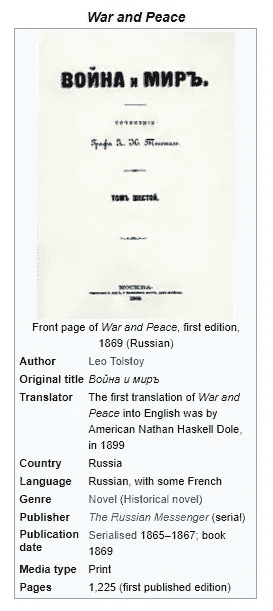 War and Peace
ВОЙНА и МИРЪ.
СОЧИНЕНІЕ
Графа Л. Н. Толстаго.
ТОМЪ ШЕСТОЙ.
МОСКВА.
1869.
Front page of War and Peace, first edition,
1869 (Russian)
Author Leo Tolstoy
Original title Война и миръ
Translator The first translation of War and
Peace into English was by
American Nathan Haskell Dole,
in 1899
Country Russia
Language Russian, with some French
Genre Novel (Historical novel)
Publisher The Russian Messenger (serial)
Publication Serialised 1865–1867; book
date 1869
Media type Print
Pages 1,225 (first published edition)